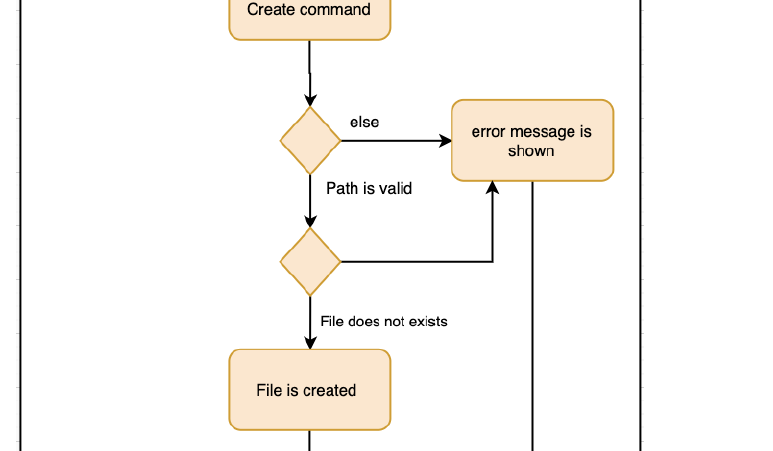 Create command
else
error message is
shown
Path is valid
File does not exists
File is created